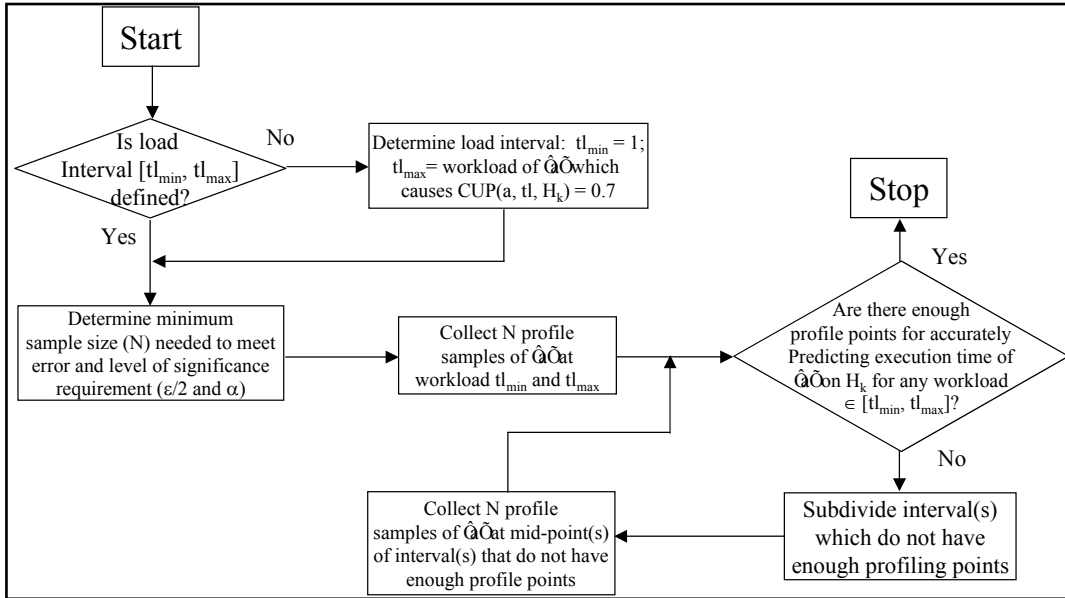 Start
Is load
Interval [tl_min, tl_max]
defined?
No
Determine load interval: tl_min = 1;
tl_max= workload of which
causes CUP(a, tl, H_k) = 0.7
Yes
Determine minimum
sample size (N) needed to meet
error and level of significance
requirement (ε/2 and α)
Collect N profile
samples of at
workload tl_min and tl_max
Are there enough
profile points for accurately
Predicting execution time of
on H_k for any workload
∈ [tl_min, tl_max]?
Yes
Stop
No
Subdivide interval(s)
which do not have
enough profiling points
Collect N profile
samples of at mid-point(s)
of interval(s) that do not have
enough profile points